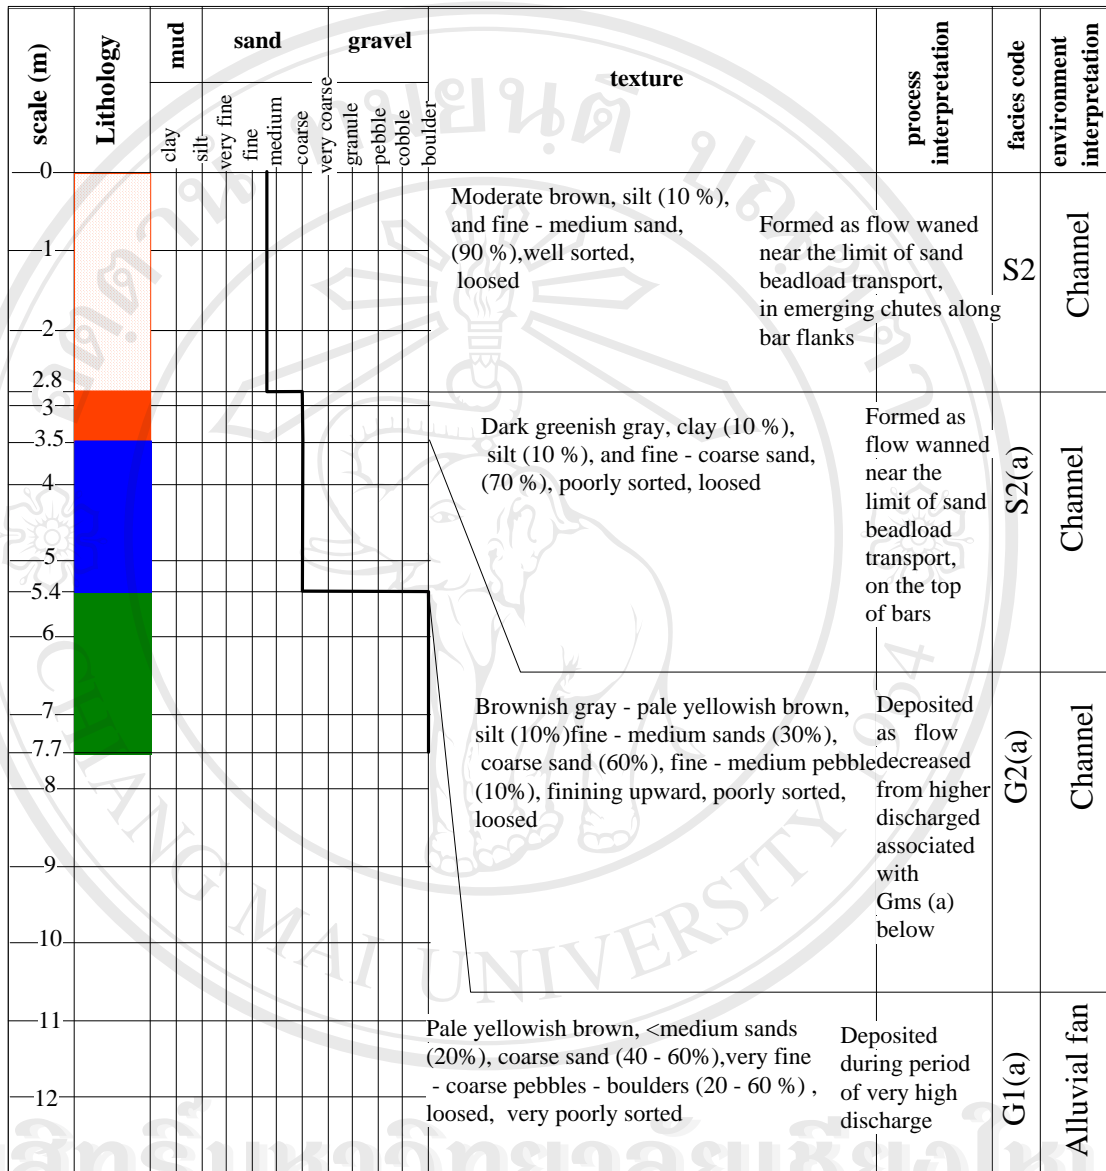 scale (m)
Lithology
mud
sand
gravel
clay
silt
very fine
fine
medium
coarse
very coarse
granule
pebble
cobble
boulder
texture
process
interpretation
facies code
environment
interpretation
0
1
2
2.8
3
3.5
4
5
5.4
6
7
7.7
8
9
10
11
12
Moderate brown, silt (10 %),
and fine - medium sand,
(90 %),well sorted,
loosed
Formed as flow waned
near the limit of sand
beadload transport,
in emerging chutes along
bar flanks
S2
Channel
Dark greenish gray, clay (10 %),
silt (10 %), and fine - coarse sand,
(70 %), poorly sorted, loosed
Formed as
flow wanned
near the
limit of sand
beadload
transport,
on the top
of bars
S2(a)
Channel
Brownish gray - pale yellowish brown,
silt (10%)fine - medium sands (30%),
coarse sand (60%), fine - medium pebble
(10%), finining upward, poorly sorted,
loosed
Deposited
as flow
decreased
from higher
discharged
associated
with
Gms (a)
below
G2(a)
Channel
Pale yellowish brown, <medium sands
(20%), coarse sand (40 - 60%),very fine
- coarse pebbles - boulders (20 - 60 %) ,
loosed, very poorly sorted
Deposited
during period
of very high
discharge
G1(a)
Alluvial fan
CHIANG MAI UNIVERSITY 1964